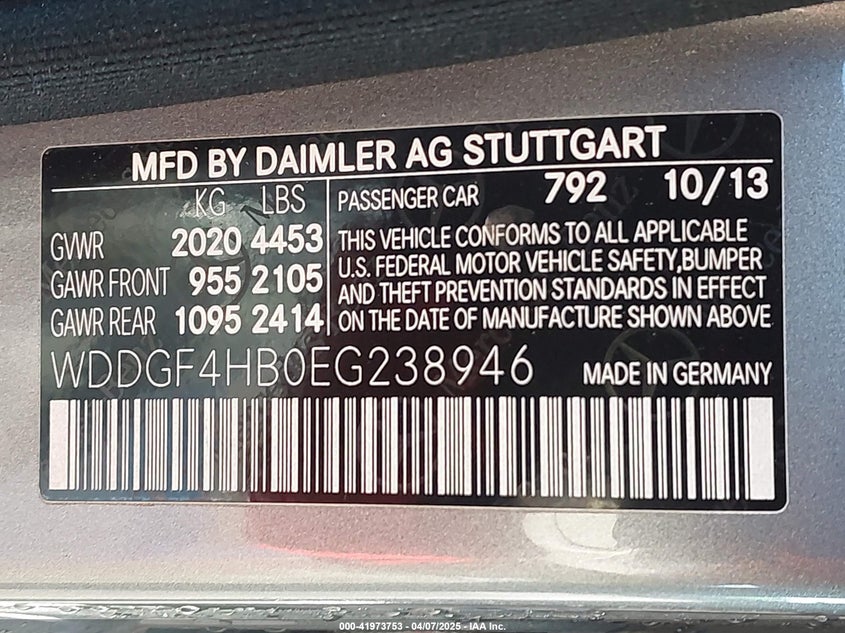 MFD BY DAIMLER AG STUTTGART
KG LBS
GVWR 2020 4453
GAWR FRONT 955 2105
GAWR REAR 1095 2414
PASSENGER CAR 792 10/13
THIS VEHICLE CONFORMS TO ALL APPLICABLE
U.S. FEDERAL MOTOR VEHICLE SAFETY,BUMPER
AND THEFT PREVENTION STANDARDS IN EFFECT
ON THE DATE OF MANUFACTURE SHOWN ABOVE
WDDGF4HB0EG238946 MADE IN GERMANY
000-41973753 - 04/07/2025 - IAA Inc.